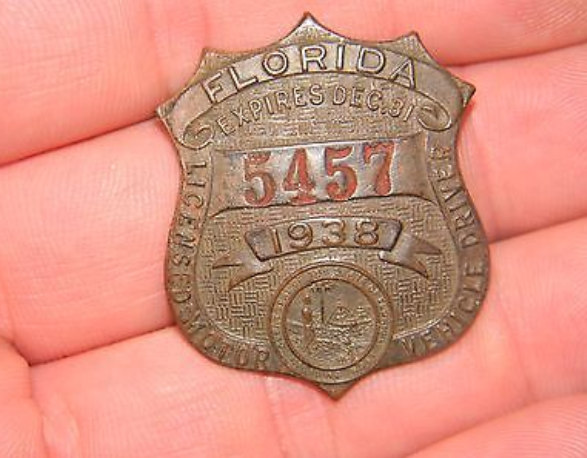 FLORIDA
EXPIRES DEC. 31
5457
1938
LICENSED MOTOR VEHICLE DRIVER